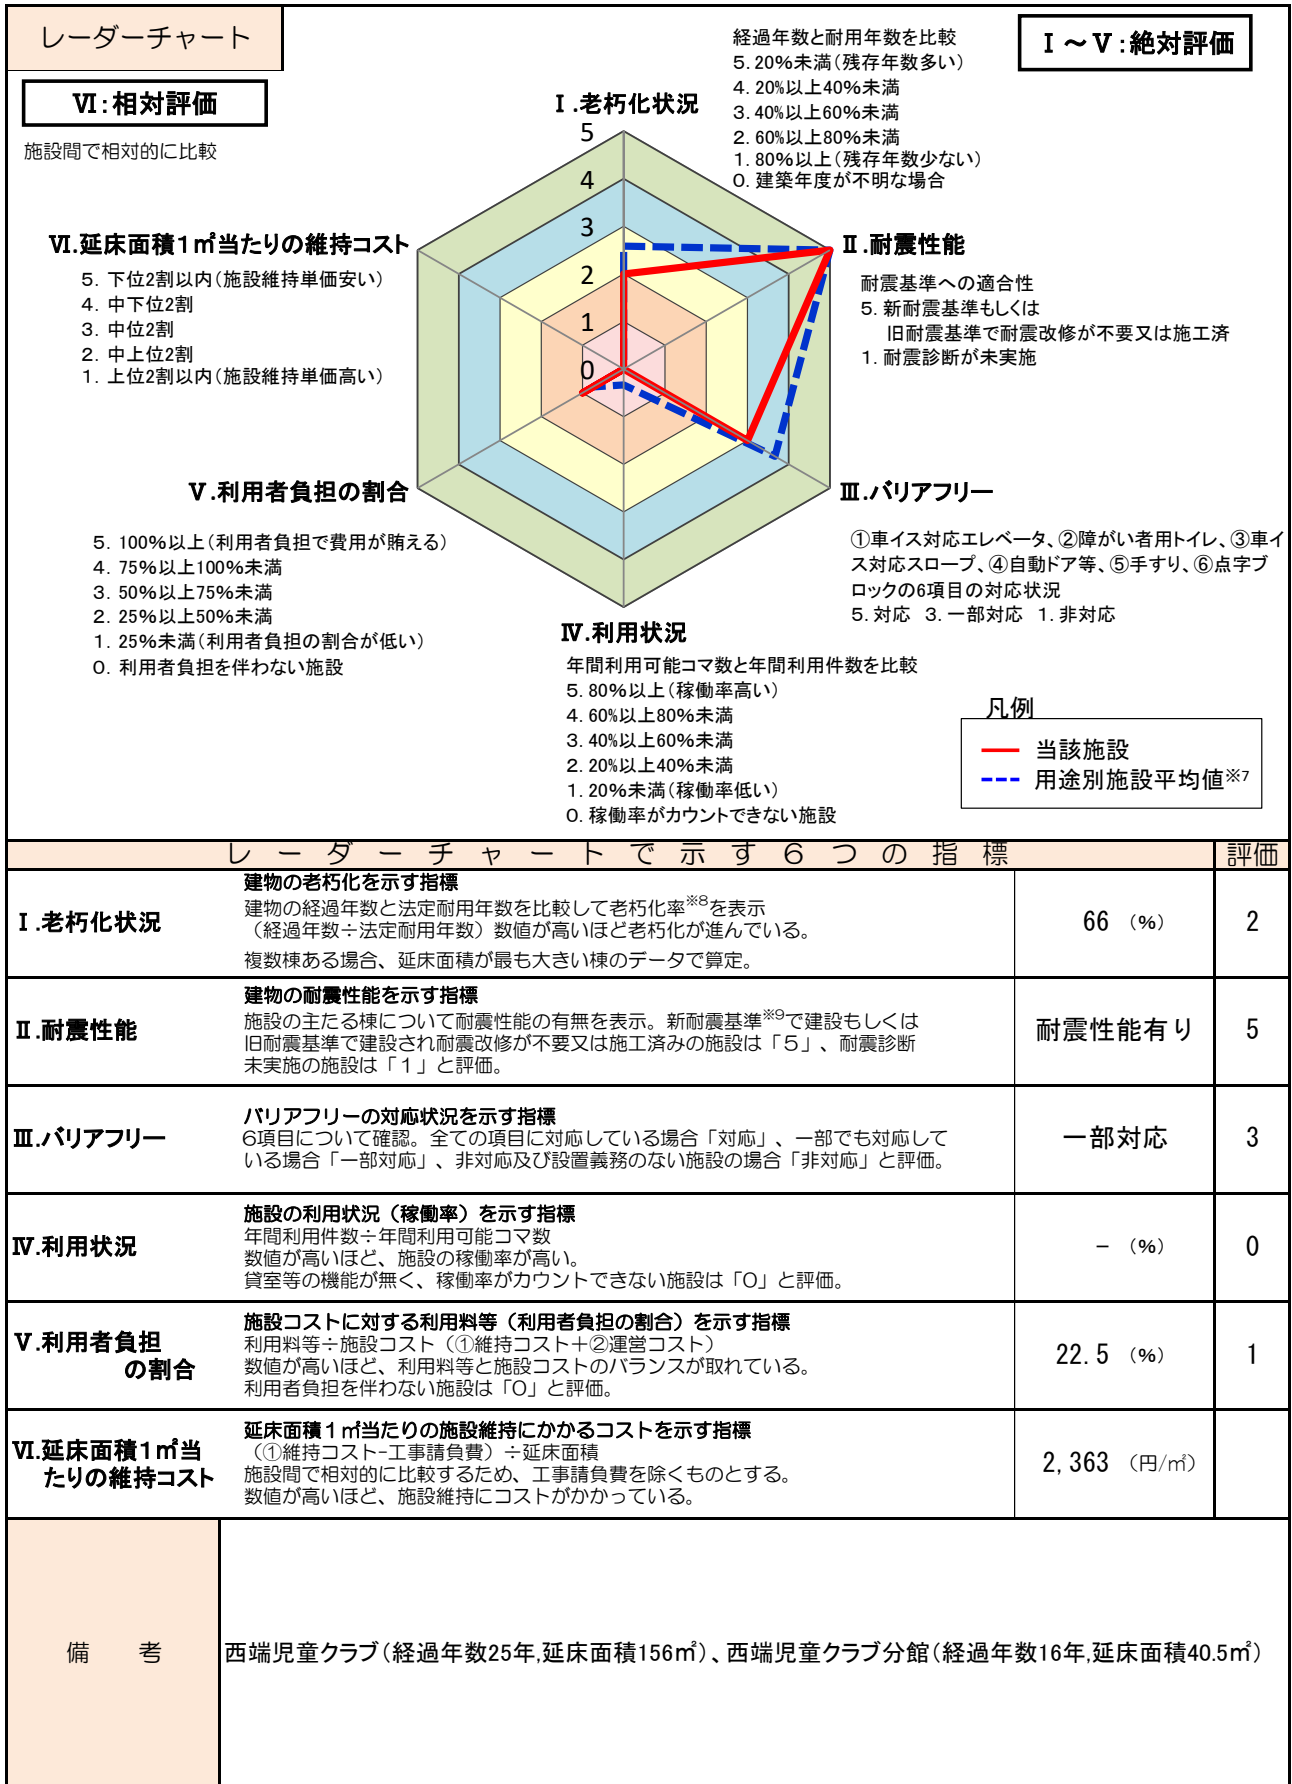 レーダーチャート
Ⅰ～Ⅴ:絶対評価
Ⅵ:相対評価
施設間で相対的に比較
Ⅰ.老朽化状況
経過年数と耐用年数を比較
5.20%未満(残存年数多い)
4.20%以上40%未満
3.40%以上60%未満
2.60%以上80%未満
1.80%以上(残存年数少ない)
0.建築年度が不明な場合
5
4
3
2
1
0
Ⅱ.耐震性能
耐震基準への適合性
5.新耐震基準もしくは
旧耐震基準で耐震改修が不要又は施工済
1.耐震診断が未実施
Ⅵ.延床面積1㎡当たりの維持コスト
5.下位2割以内(施設維持単価安い)
4.中下位2割
3.中位2割
2.中上位2割
1.上位2割以内(施設維持単価高い)
Ⅲ.バリアフリー
①車イス対応エレベータ、②障がい者用トイレ、③車イ
ス対応スロープ、④自動ドア等、⑤手すり、⑥点字ブ
ロックの6項目の対応状況
5.対応 3.一部対応 1.非対応
Ⅴ.利用者負担の割合
5.100%以上(利用者負担で費用が賄える)
4.75%以上100%未満
3.50%以上75%未満
2.25%以上50%未満
1.25%未満(利用者負担の割合が低い)
0.利用者負担を伴わない施設
Ⅳ.利用状況
年間利用可能コマ数と年間利用件数を比較
5.80%以上(稼働率高い)
4.60%以上80%未満
3.40%以上60%未満
2.20%以上40%未満
1.20%未満(稼働率低い)
0.稼働率がカウントできない施設
凡例
当該施設
用途別施設平均値※7
レーダーチャートで示す6つの指標 評価
Ⅰ.老朽化状況
建物の老朽化を示す指標
建物の経過年数と法定耐用年数を比較して老朽化率※8を表示
(経過年数÷法定耐用年数)数値が高いほど老朽化が進んでいる。
複数棟ある場合、延床面積が最も大きい棟のデータで算定。
66 (%) 2
Ⅱ.耐震性能
建物の耐震性能を示す指標
施設の主たる棟について耐震性能の有無を表示。新耐震基準※9で建設もしくは
旧耐震基準で建設され耐震改修が不要又は施工済みの施設は「5」、耐震診断
未実施の施設は「1」と評価。
耐震性能有り 5
Ⅲ.バリアフリー
バリアフリーの対応状況を示す指標
6項目について確認。全ての項目に対応している場合「対応」、一部でも対応して
いる場合「一部対応」、非対応及び設置義務のない施設の場合「非対応」と評価。
一部対応 3
Ⅳ.利用状況
施設の利用状況(稼働率)を示す指標
年間利用件数÷年間利用可能コマ数
数値が高いほど、施設の稼働率が高い。
貸室等の機能が無く、稼働率がカウントできない施設は「0」と評価。
− (%) 0
Ⅴ.利用者負担
の割合
施設コストに対する利用料等(利用者負担の割合)を示す指標
利用料等÷施設コスト(①維持コスト+②運営コスト)
数値が高いほど、利用料等と施設コストのバランスが取れている。
利用者負担を伴わない施設は「0」と評価。
22.5 (%) 1
Ⅵ.延床面積1㎡当
たりの維持コスト
延床面積1㎡当たりの施設維持にかかるコストを示す指標
(①維持コスト-工事請負費)÷延床面積
施設間で相対的に比較するため、工事請負費を除くものとする。
数値が高いほど、施設維持にコストがかかっている。
2,363 (円/㎡)
備 考
西端児童クラブ(経過年数25年,延床面積156㎡)、西端児童クラブ分館(経過年数16年,延床面積40.5㎡)